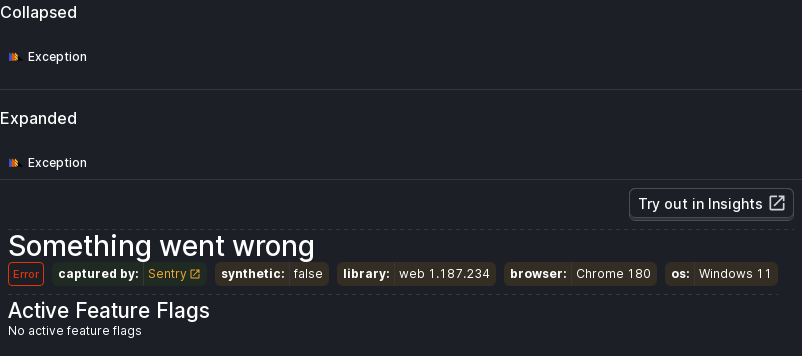 Collapsed
Exception
Expanded
Exception
Try out in Insights
Something went wrong
Error captured by: Sentry synthetic: false library: web 1.187.234 browser: Chrome 180 os: Windows 11
Active Feature Flags
No active feature flags